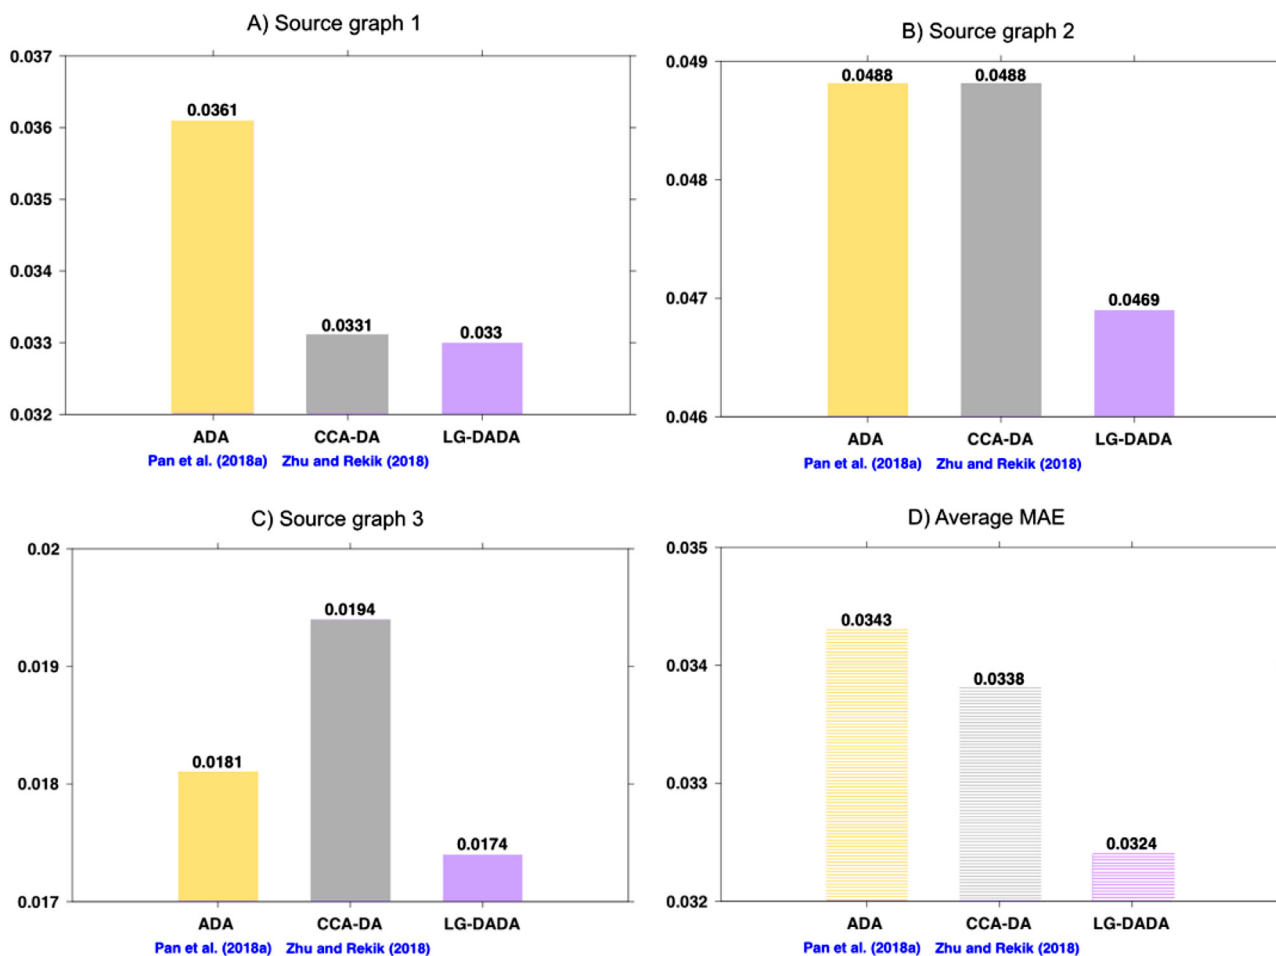 A) Source graph 1
0.037
0.036
0.035
0.034
0.033
0.032
0.0361
0.0331
0.033
ADA
CCA-DA
LG-DADA
Pan et al. (2018a)
Zhu and Rekik (2018)
B) Source graph 2
0.049
0.048
0.047
0.046
0.0488
0.0488
0.0469
ADA
CCA-DA
LG-DADA
Pan et al. (2018a)
Zhu and Rekik (2018)
C) Source graph 3
0.02
0.019
0.018
0.017
0.0181
0.0194
0.0174
ADA
CCA-DA
LG-DADA
Pan et al. (2018a)
Zhu and Rekik (2018)
D) Average MAE
0.035
0.034
0.033
0.032
0.0343
0.0338
0.0324
ADA
CCA-DA
LG-DADA
Pan et al. (2018a)
Zhu and Rekik (2018)